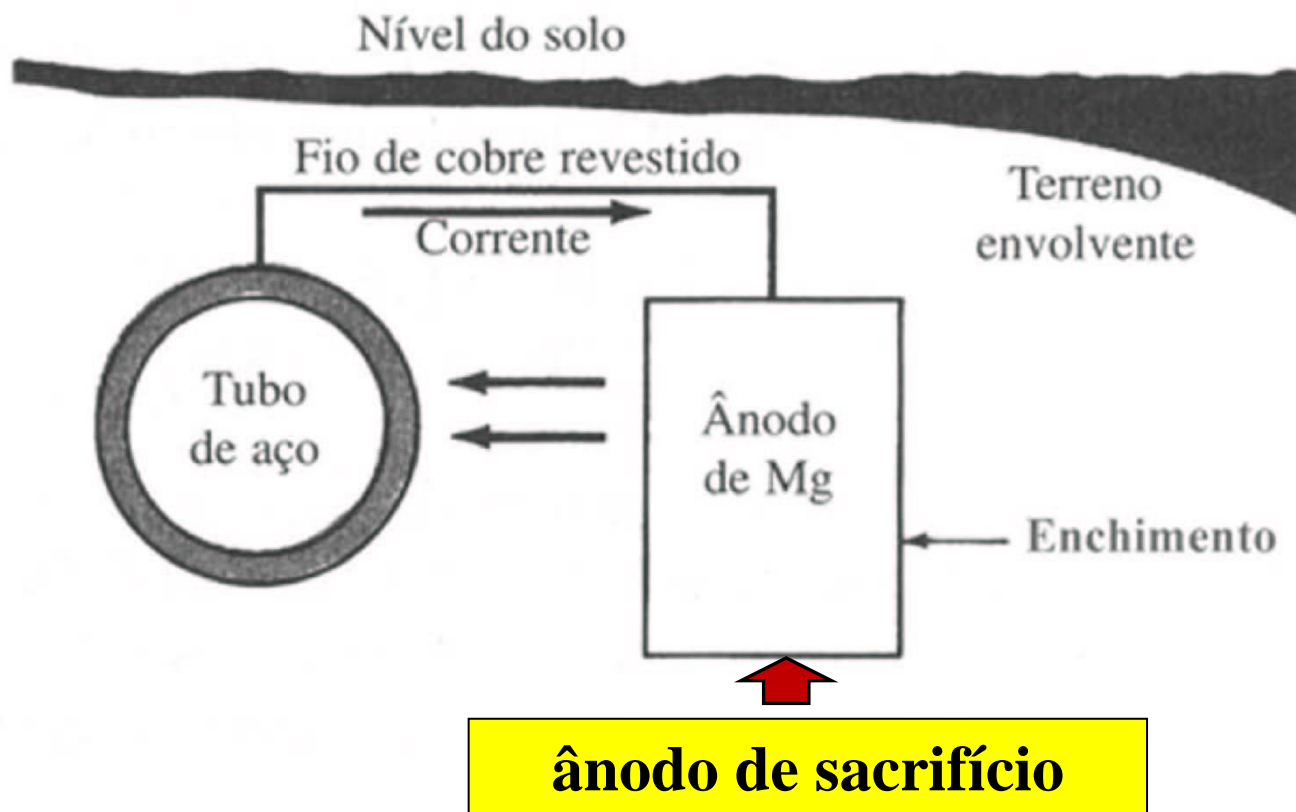 Nível do solo
Fio de cobre revestido
Corrente
Terreno
envolvente
Tubo
de aço
Ânodo
de Mg
Enchimento
ânodo de sacrifício